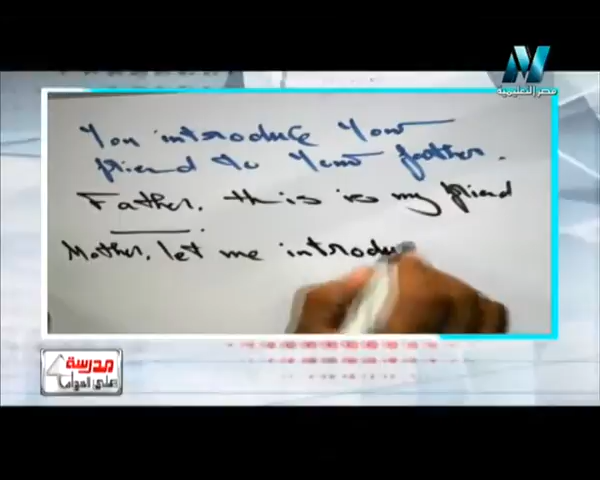 مصر التعليمية
You introduce your
friend to your father.
Father, this is my friend
Mother, let me introdu
مدرسة
على الهواء